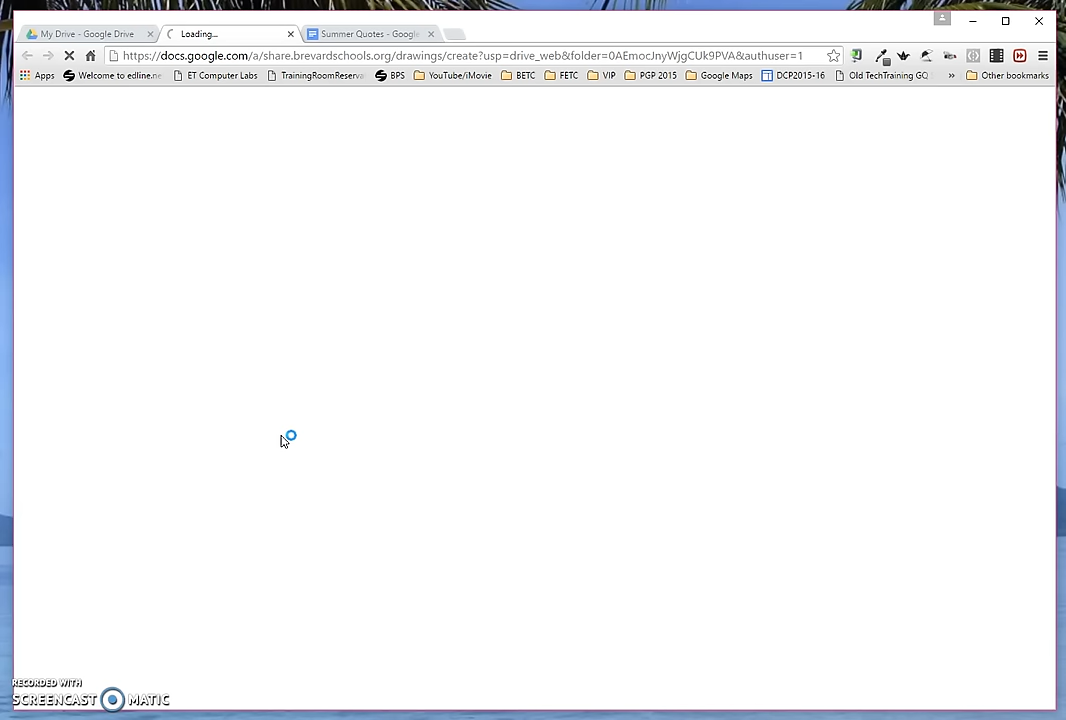 My Drive - Google Drive
Loading...
Summer Quotes - Google
https://docs.google.com/a/share.brevardschools.org/drawings/create?usp=drive_web&folder=0AEmocJnyWjgCUk9PVA&authuser=1
Apps
Welcome to edline.ne
ET Computer Labs
TrainingRoomReserva
BPS
YouTube/iMovie
BETC
FETC
VIP
PGP 2015
Google Maps
DCP2015-16
Old TechTraining GQ
»
Other bookmarks
RECORDED WITH
SCREENCAST MATIC